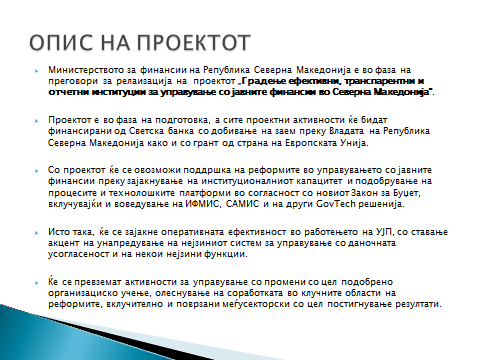 ОПИС НА ПРОЕКТОТ
Министерството за финансии на Република Северна Македонија е во фаза на
преговори за релаизација на проектот „Градење ефективни, транспарентни и
отчетни институции за управување со јавните финансии во Северна Македонија“.
Проектот е во фаза на подготовка, а сите проектни активности ќе бидат
финансирани од Светска банка со добивање на заем преку Владата на Република
Северна Македонија како и со грант од страна на Европската Унија.
Со проектот ќе се овозможи поддршка на реформите во управувањето со јавните
финансии преку зајакнување на институционалниот капацитет и подобрување на
процесите и технолошките платформи во согласност со новиот Закон за Буџет,
вклучувајќи и воведување на ИФМИС, САМИС и на други GovTech решенија.
Исто така, ќе се зајакне оперативната ефективност во работењето на УЈП, со ставање
акцент на унапредување на нејзиниот систем за управување со даночната
усогласеност и на некои нејзини функции.
Ќе се превземат активности за управување со промени со цел подобрено
организациско учење, олеснување на соработката во клучните области на
реформите, вклучително и поврзани меѓусекторски со цел постигнување резултати.